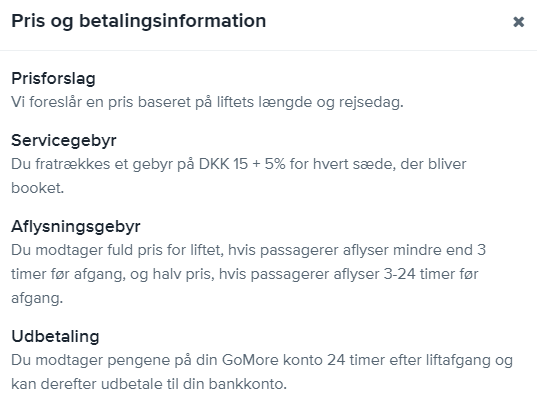 Pris og betalingsinformation
Prisforslag
Vi foreslår en pris baseret på liftets længde og rejsedag.
Servicegebyr
Du fratrækkes et gebyr på DKK 15 + 5% for hvert sæde, der bliver
booket.
Aflysningsgebyr
Du modtager fuld pris for liftet, hvis passagerer aflyser mindre end 3
timer før afgang, og halv pris, hvis passagerer aflyser 3-24 timer før
afgang.
Udbetaling
Du modtager pengene på din GoMore konto 24 timer efter liftafgang og
kan derefter udbetale til din bankkonto.